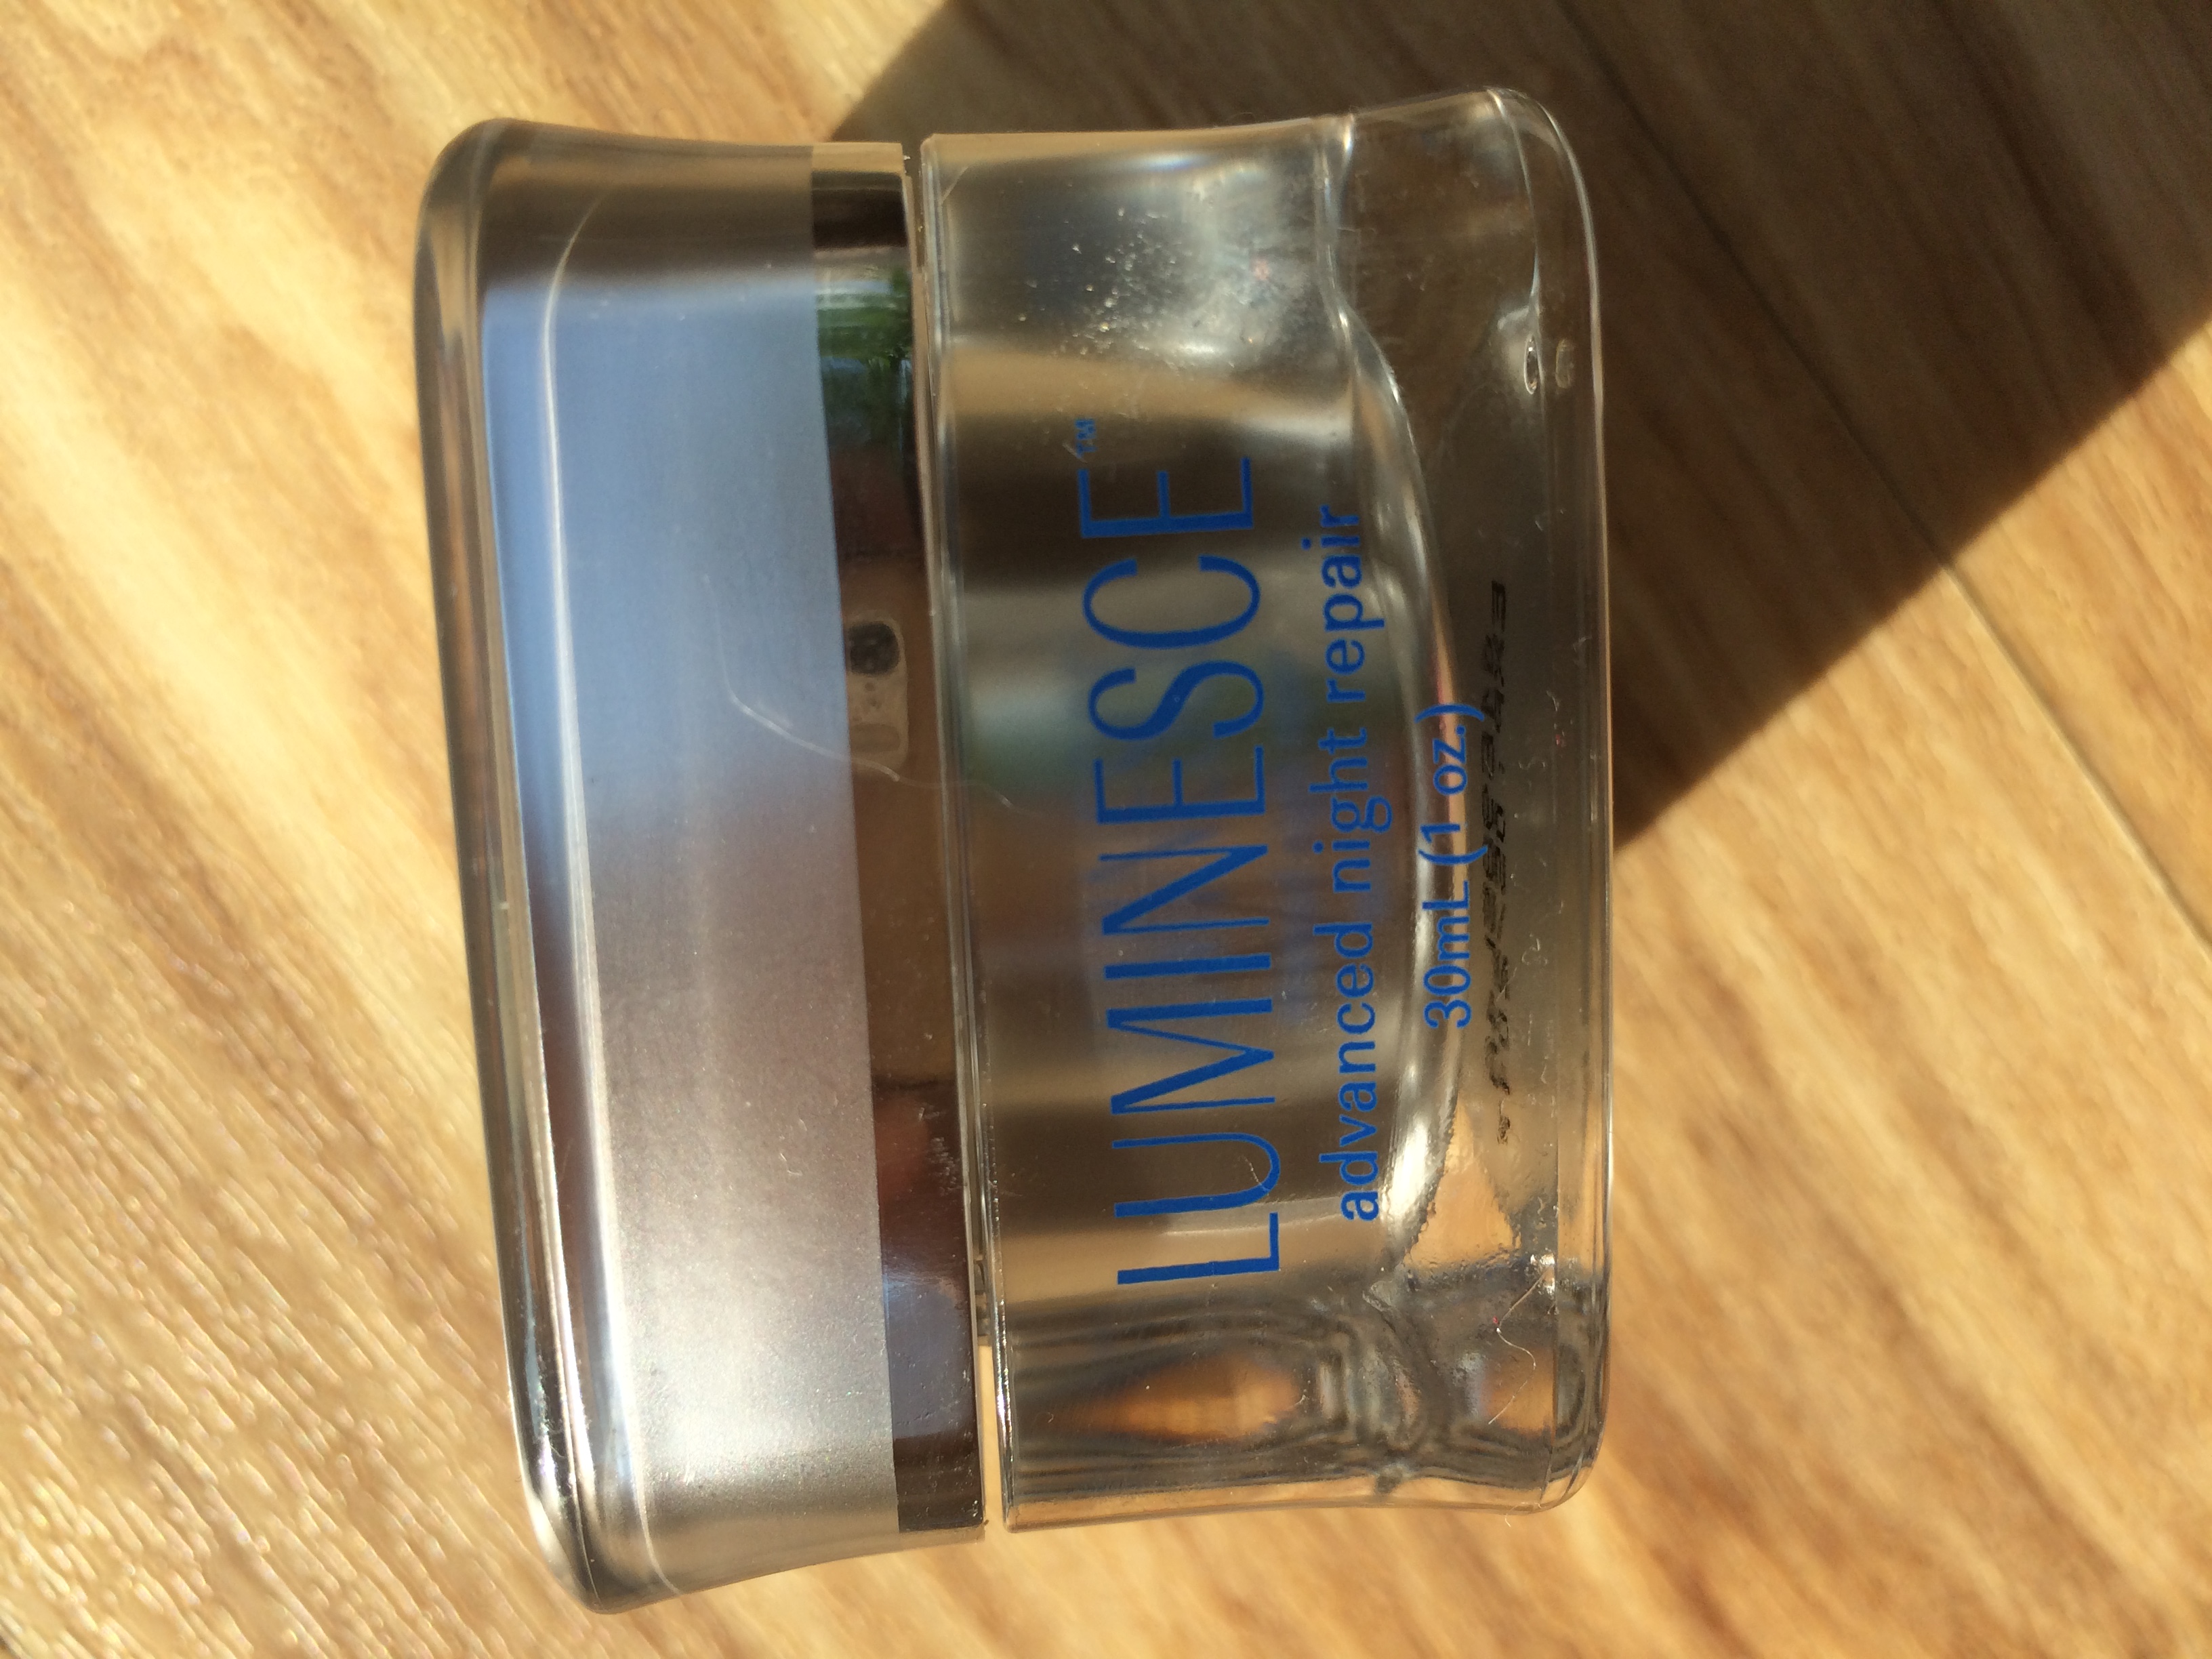 LUMINESCE™
advanced night repair
30mL (1 oz.)